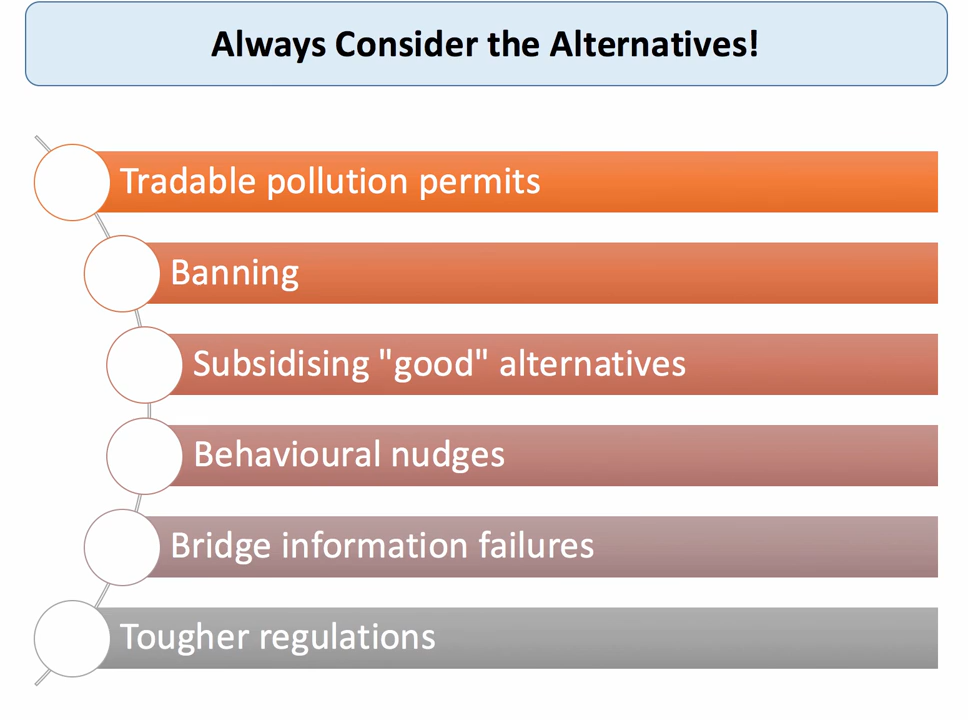 Always Consider the Alternatives!
Tradable pollution permits
Banning
Subsidising "good" alternatives
Behavioural nudges
Bridge information failures
Tougher regulations